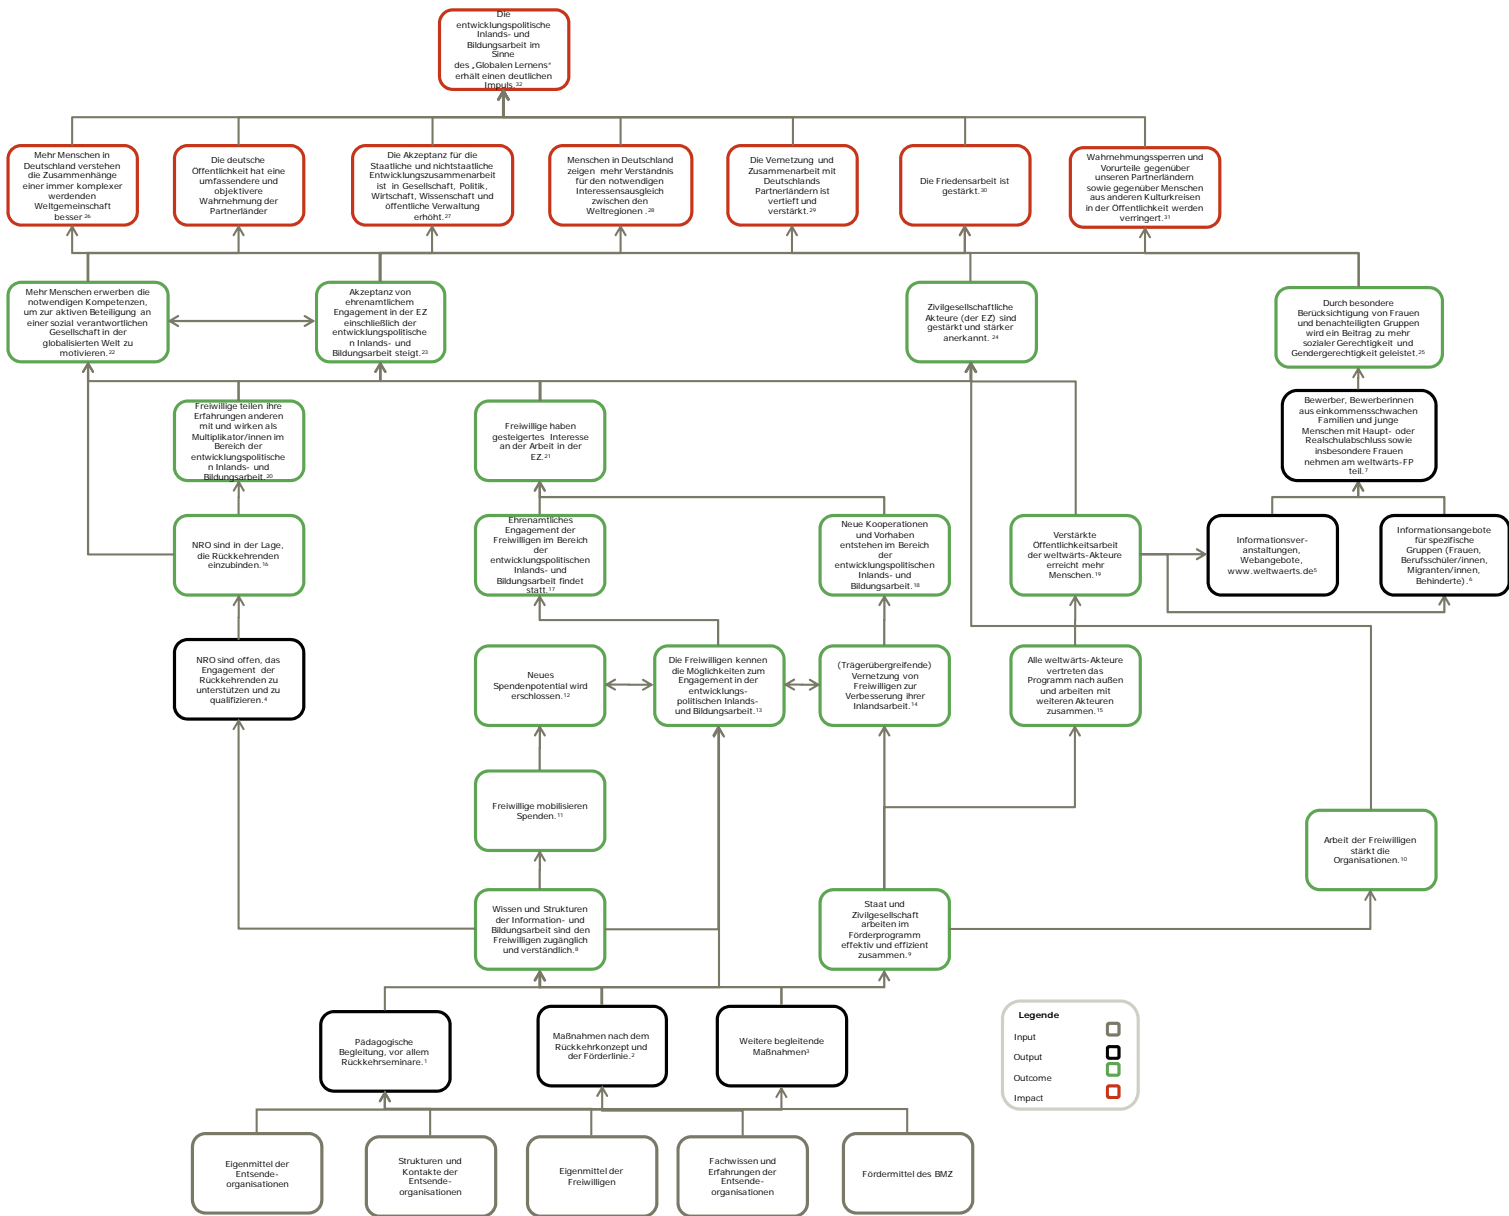 Die
entwicklungspolitische
Inlands- und
Bildungsarbeit im
Sinne
des „Globalen Lernens“
erhält einen deutlichen
Impuls.³²
Mehr Menschen in
Deutschland verstehen
die Zusammenhänge
einer immer komplexer
werdenden
Weltgemeinschaft
besser ²⁶
Die deutsche
Öffentlichkeit hat eine
umfassendere und
objektivere
Wahrnehmung der
Partnerländer
Die Akzeptanz für die
Staatliche und nichtstaatliche
Entwicklungszusammenarbeit
ist in Gesellschaft, Politik,
Wirtschaft, Wissenschaft und
öffentliche Verwaltung
erhöht.²⁷
Menschen in Deutschland
zeigen mehr Verständnis
für den notwendigen
Interessensausgleich
zwischen den
Weltregionen .²⁸
Die Vernetzung und
Zusammenarbeit mit
Deutschlands
Partnerländern ist
vertieft und
verstärkt.²⁹
Die Friedensarbeit ist
gestärkt.³⁰
Wahrnehmungssperren und
Vorurteile gegenüber
unseren Partnerländern
sowie gegenüber Menschen
aus anderen Kulturkreisen
in der Öffentlichkeit werden
verringert.³¹
Mehr Menschen erwerben die
notwendigen Kompetenzen,
um zur aktiven Beteiligung an
einer sozial verantwortlichen
Gesellschaft in der
globalisierten Welt zu
motivieren.²²
Akzeptanz von
ehrenamtlichem
Engagement in der EZ
einschließlich der
entwicklungspolitische
n Inlands- und
Bildungsarbeit steigt.²³
Zivilgesellschaftliche
Akteure (der EZ) sind
gestärkt und stärker
anerkannt. ²⁴
Durch besondere
Berücksichtigung von Frauen
und benachteiligten Gruppen
wird ein Beitrag zu mehr
sozialer Gerechtigkeit und
Gendergerechtigkeit geleistet.²⁵
Freiwillige teilen ihre
Erfahrungen anderen
mit und wirken als
Multiplikator/innen im
Bereich der
entwicklungspolitische
n Inlands- und
Bildungsarbeit.²⁰
Freiwillige haben
gesteigertes Interesse
an der Arbeit in der
EZ.²¹
Bewerber, Bewerberinnen
aus einkommensschwachen
Familien und junge
Menschen mit Haupt- oder
Realschulabschluss sowie
insbesondere Frauen
nehmen am weltwärts-FP
teil.⁷
NRO sind in der Lage,
die Rückkehrenden
einzubinden.¹⁶
Ehrenamtliches
Engagement der
Freiwilligen im Bereich
der
entwicklungspolitischen
Inlands- und
Bildungsarbeit findet
statt.¹⁷
Neue Kooperationen
und Vorhaben
entstehen im Bereich
der
entwicklungspolitischen
Inlands- und
Bildungsarbeit.¹⁸
Verstärkte
Öffentlichkeitsarbeit
der weltwärts-Akteure
erreicht mehr
Menschen.¹⁹
Informationsver-
anstaltungen,
Webangebote,
www.weltwaerts.de⁵
Informationsangebote
für spezifische
Gruppen (Frauen,
Berufsschüler/innen,
Migranten/innen,
Behinderte).⁶
NRO sind offen, das
Engagement der
Rückkehrenden zu
unterstützen und zu
qualifizieren.⁴
Neues
Spendenpotential wird
erschlossen.¹²
Die Freiwilligen kennen
die Möglichkeiten zum
Engagement in der
entwicklungs-
politischen Inlands-
und Bildungsarbeit.¹³
(Trägerübergreifende)
Vernetzung von
Freiwilligen zur
Verbesserung ihrer
Inlandsarbeit.¹⁴
Alle weltwärts-Akteure
vertreten das
Programm nach außen
und arbeiten mit
weiteren Akteuren
zusammen.¹⁵
Freiwillige mobilisieren
Spenden.¹¹
Arbeit der Freiwilligen
stärkt die
Organisationen.¹⁰
Wissen und Strukturen
der Information- und
Bildungsarbeit sind den
Freiwilligen zugänglich
und verständlich.⁸
Staat und
Zivilgesellschaft
arbeiten im
Förderprogramm
effektiv und effizient
zusammen.⁹
Pädagogische
Begleitung, vor allem
Rückkehrseminare.¹
Maßnahmen nach dem
Rückkehrkonzept und
der Förderlinie.²
Weitere begleitende
Maßnahmen³
Legende
Input
Output
Outcome
Impact
Eigenmittel der
Entsende-
organisationen
Strukturen und
Kontakte der
Entsende-
organisationen
Eigenmittel der
Freiwilligen
Fachwissen und
Erfahrungen der
Entsende-
organisationen
Fördermittel des BMZ